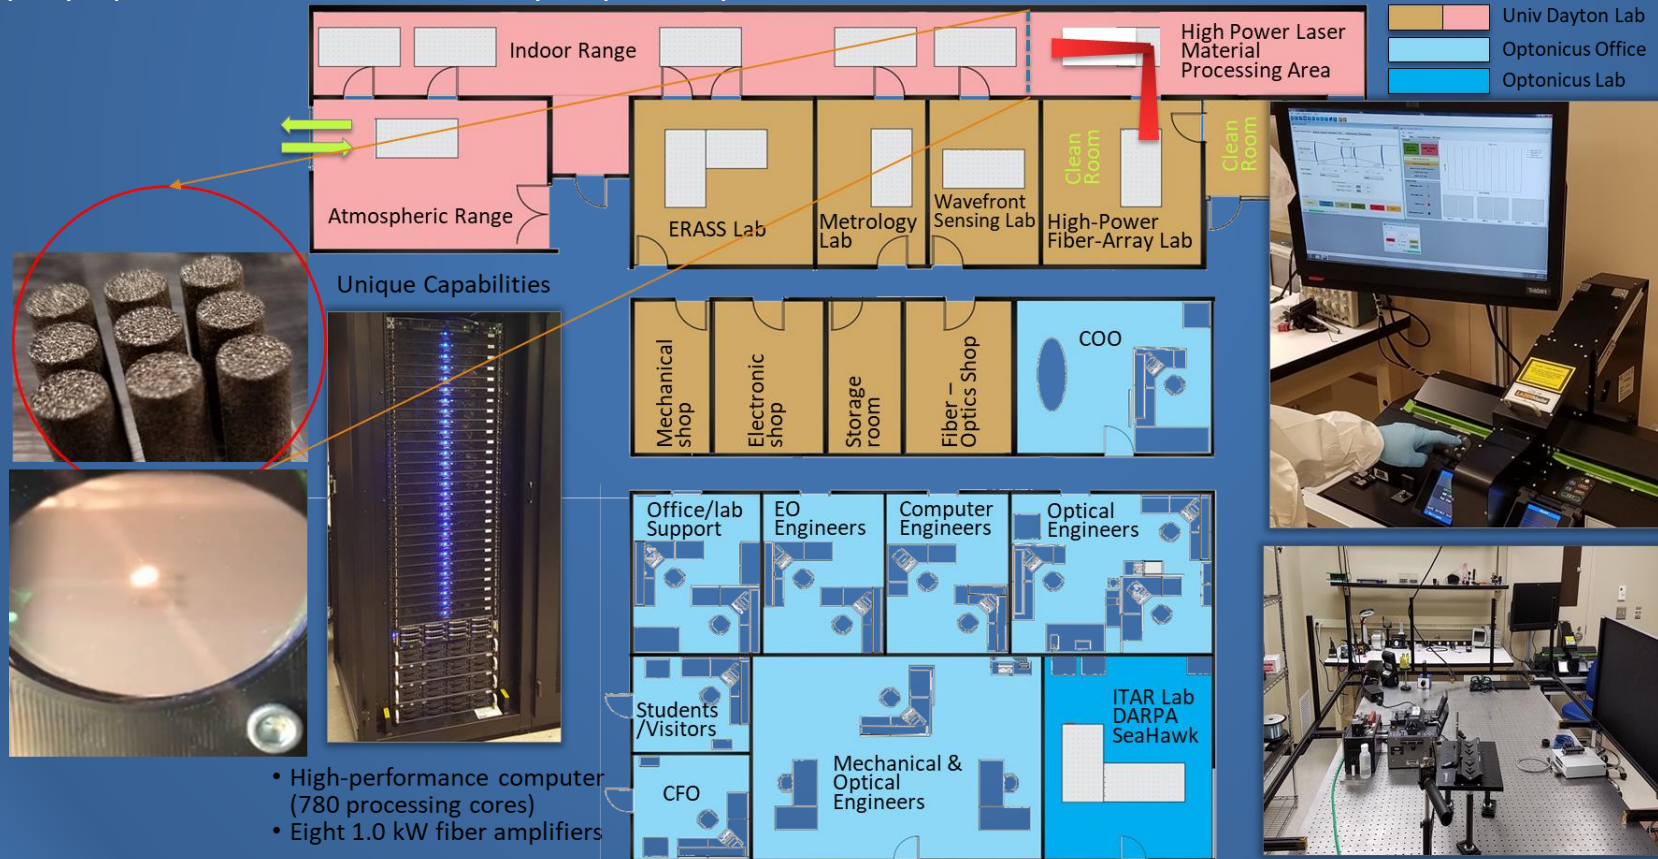 Indoor Range
High Power Laser
Material
Processing Area
Univ Dayton Lab
Optonicus Office
Optonicus Lab
Atmospheric Range
ERASS Lab
Metrology
Lab
Wavefront
Sensing Lab
Clean
Room
High-Power
Fiber-Array Lab
Clean
Room
Unique Capabilities
Mechanical
shop
Electronic
shop
Storage
room
Fiber –
Optics Shop
COO
Office/lab
Support
EO
Engineers
Computer
Engineers
Optical
Engineers
Students
/Visitors
CFO
Mechanical &
Optical
Engineers
ITAR Lab
DARPA
SeaHawk
• High-performance computer
(780 processing cores)
• Eight 1.0 kW fiber amplifiers